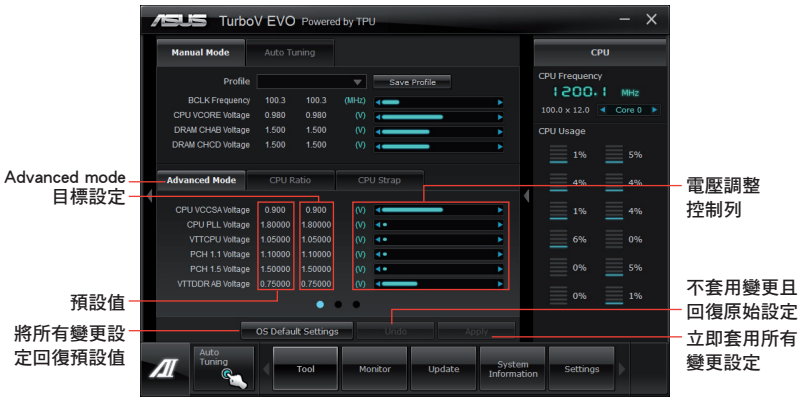 ASUS TurboV EVO Powered by TPU
Manual Mode Auto Tuning
Profile Save Profile
BCLK Frequency 100.3 100.3 (MHz)
CPU VCORE Voltage 0.980 0.980 (V)
DRAM CHAB Voltage 1.500 1.500 (V)
DRAM CHCD Voltage 1.500 1.500 (V)
Advanced mode
目標設定
Advanced Mode CPU Ratio CPU Strap
CPU VCCSA Voltage 0.900 0.900 (V)
CPU PLL Voltage 1.80000 1.80000 (V)
VTTCPU Voltage 1.05000 1.05000 (V)
PCH 1.1 Voltage 1.10000 1.10000 (V)
PCH 1.5 Voltage 1.50000 1.50000 (V)
VTTDDR AB Voltage 0.75000 0.75000 (V)
預設值
將所有變更設
定回復預設值
OS Default Settings Undo Apply
CPU
CPU Frequency
1200.1 MHz
100.0 x 12.0 Core 0
CPU Usage
1% 5%
4% 4%
1% 4%
6% 0%
0% 5%
0% 1%
電壓調整
控制列
不套用變更且
回復原始設定
立即套用所有
變更設定
Auto
Tuning
Tool Monitor Update System
Information Settings